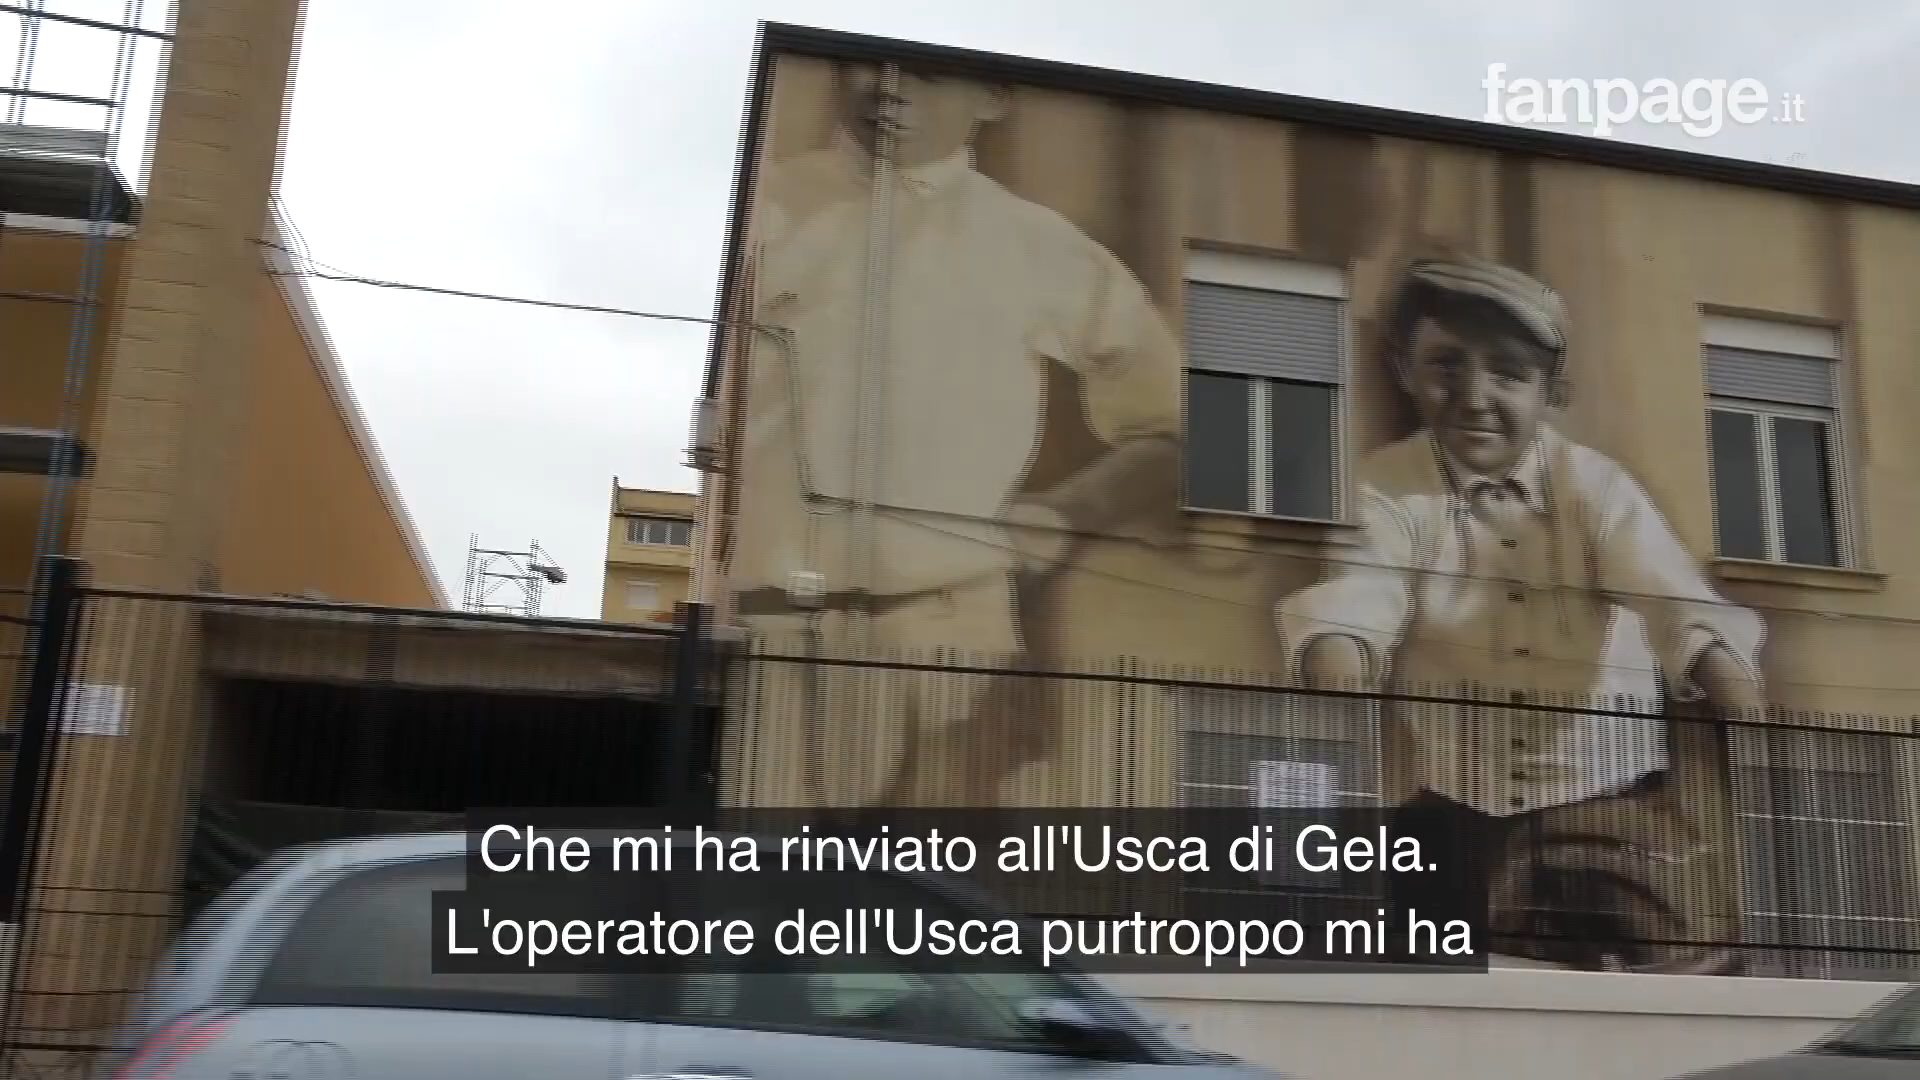 fanpage.it
Che mi ha rinviato all'Usca di Gela.
L'operatore dell'Usca purtroppo mi ha